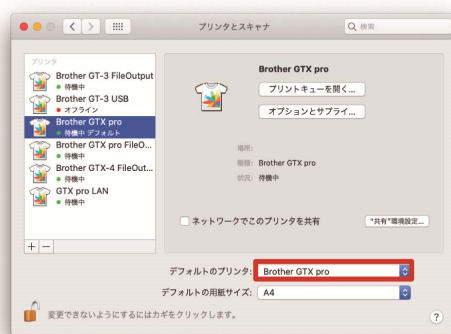 プリンタとスキャナ
検索
プリンタ
Brother GT-3 FileOutput
待機中
Brother GT-3 USB
オフライン
Brother GTX pro
待機中 デフォルト
Brother GTX pro FileO...
待機中
Brother GTX-4 FileOut...
待機中
GTX pro LAN
待機中
+ −
Brother GTX pro
プリントキューを開く...
オプションとサプライ...
場所:
種類: Brother GTX pro
状況: 待機中
ネットワークでこのプリンタを共有
"共有"環境設定...
デフォルトのプリンタ: Brother GTX pro
デフォルトの用紙サイズ: A4
変更できないようにするにはカギをクリックします。
?